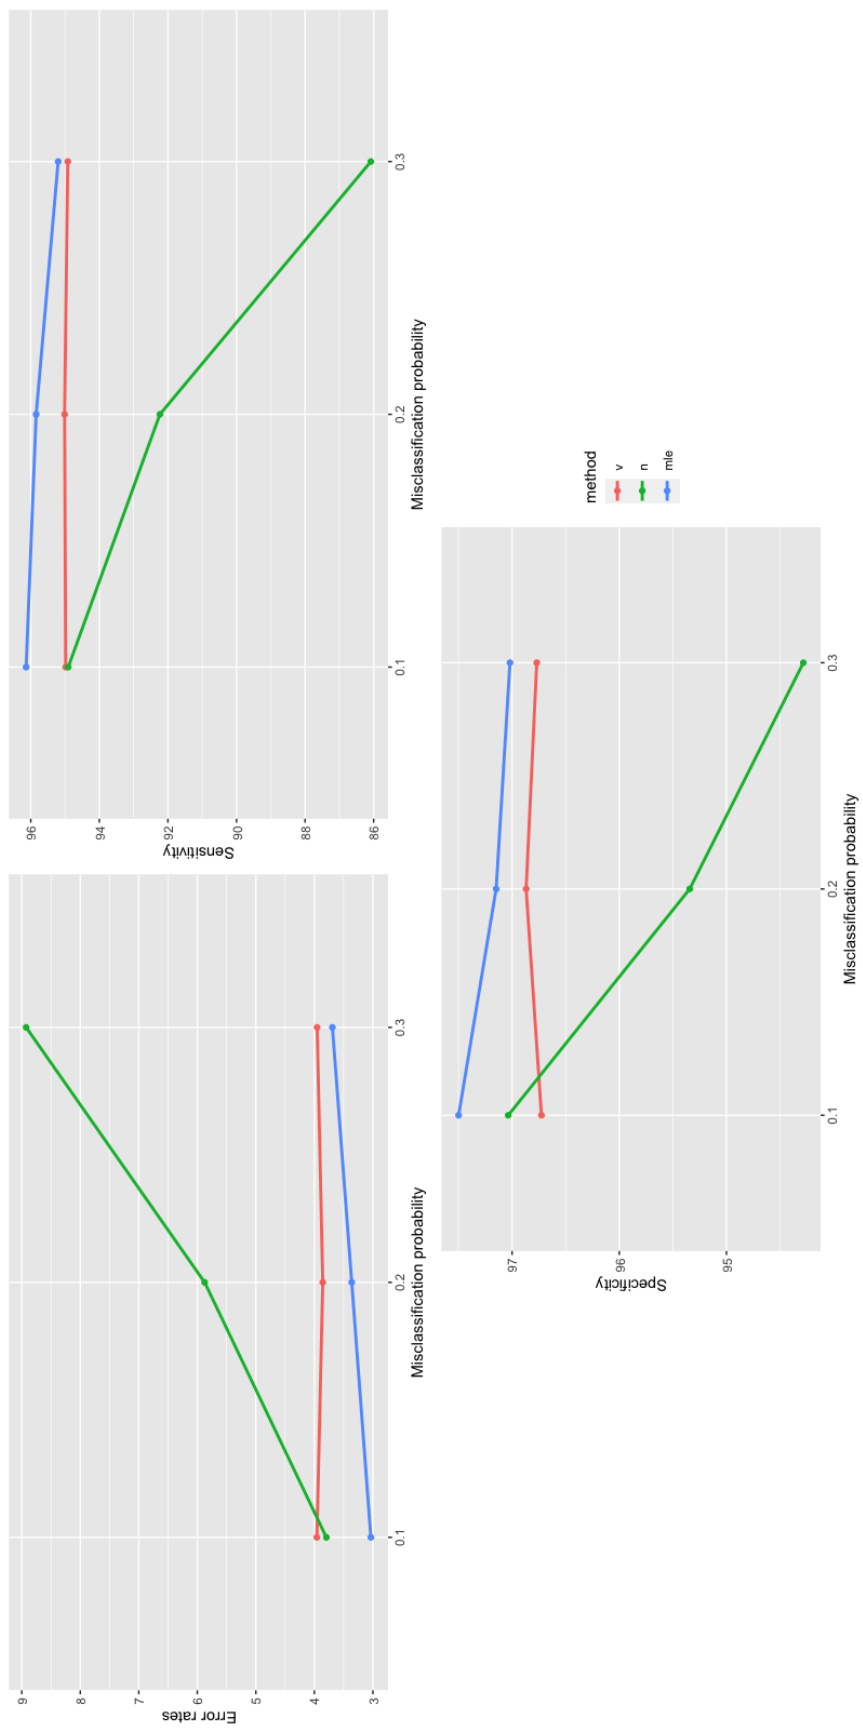 Error rates
9
8
7
6
5
4
3
0.1
0.2
0.3
Misclassification probability
Sensitivity
96
94
92
90
88
86
0.1
0.2
0.3
Misclassification probability
Specificity
97
96
95
0.1
0.2
0.3
Misclassification probability
method
v
n
mle